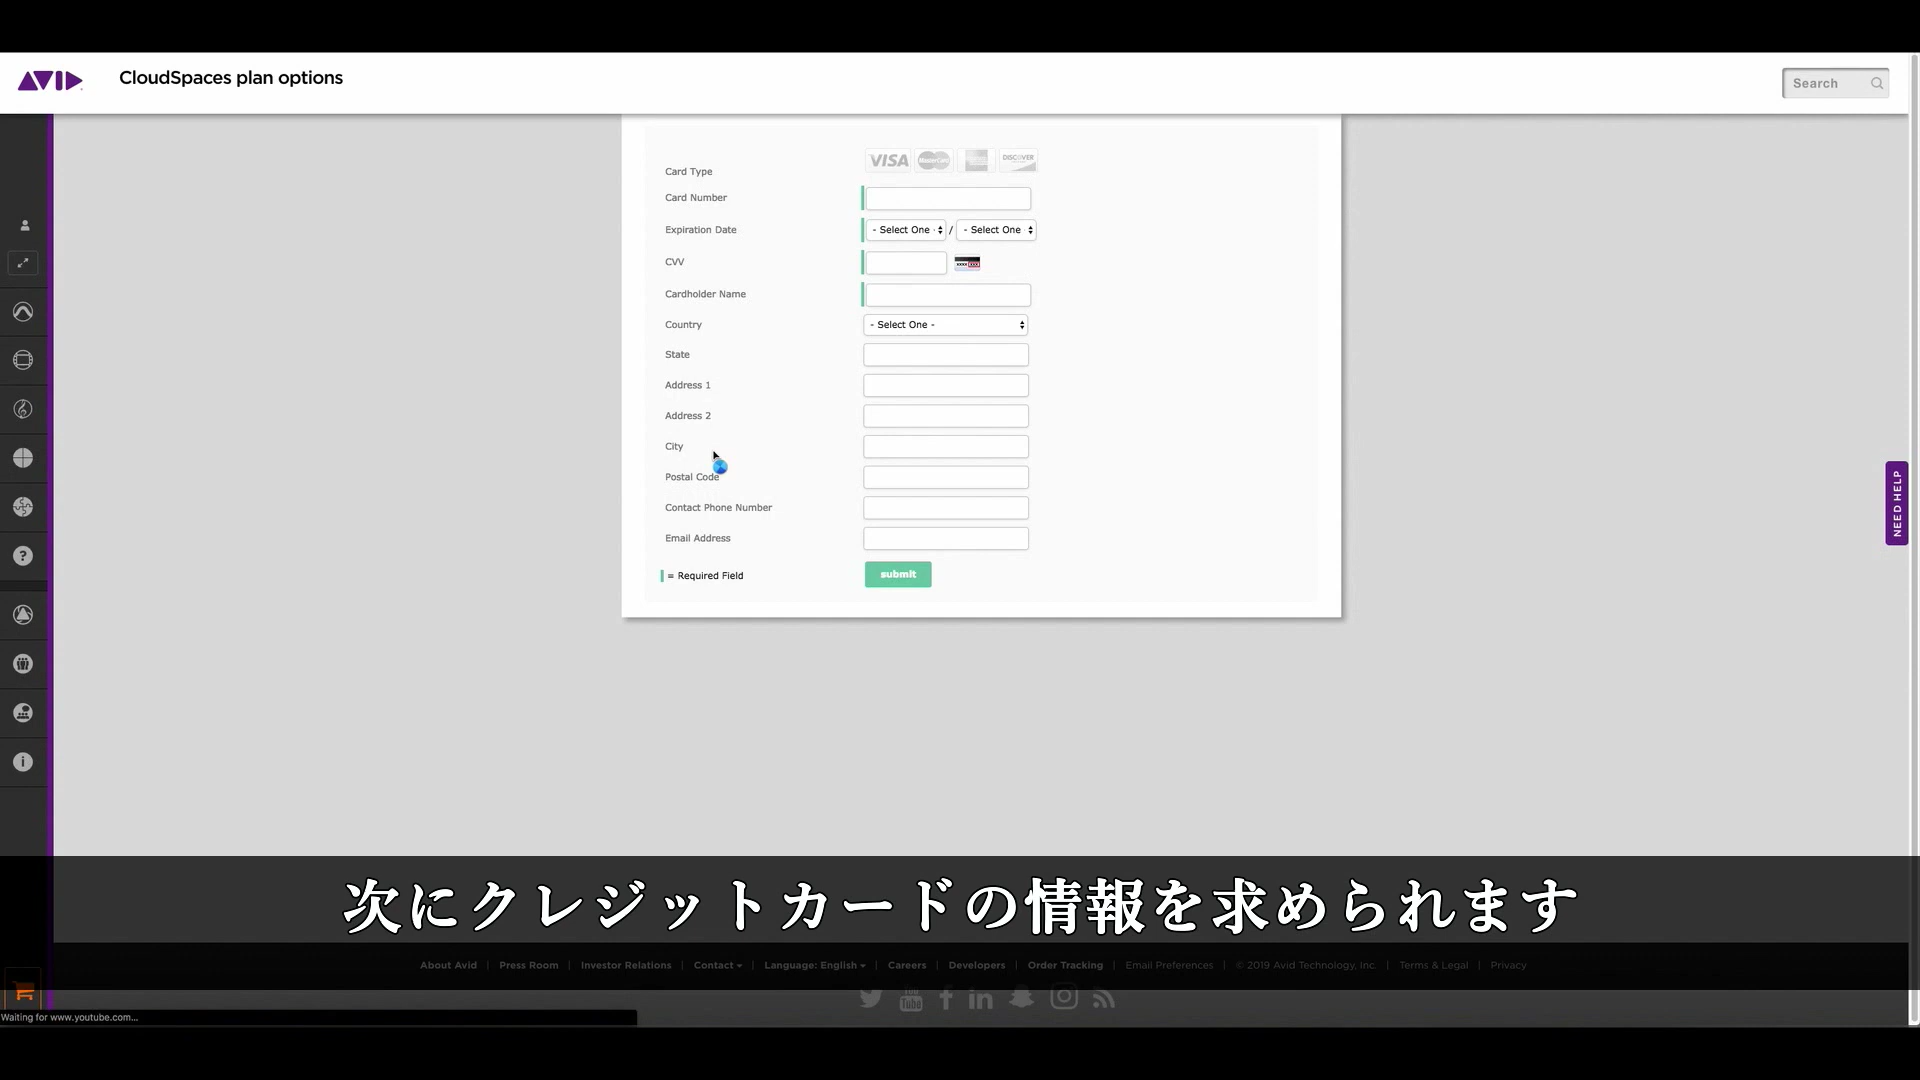 AVID
CloudSpaces plan options
Search
Card Type
VISA MasterCard DISCOVER
Card Number
Expiration Date
- Select One - / - Select One
CVV
Cardholder Name
Country
- Select One -
State
Address 1
Address 2
City
Postal Code
Contact Phone Number
Email Address
= Required Field
submit
NEED HELP
次にクレジットカードの情報を求められます
About Avid | Press Room | Investor Relations | Contact | Language: English | Careers | Developers | Order Tracking | Email Preferences | © 2019 Avid Technology, Inc. | Terms & Legal | Privacy
You Tube
Waiting for www.youtube.com...